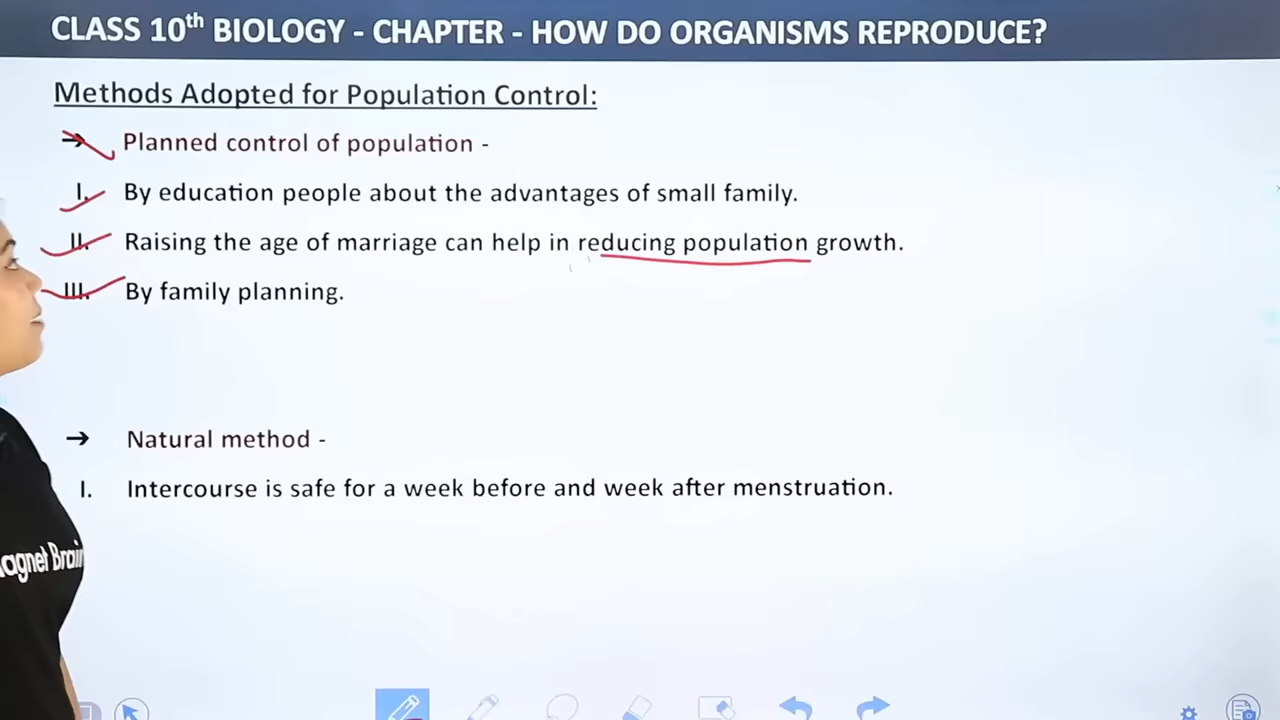 CLASS 10th BIOLOGY - CHAPTER - HOW DO ORGANISMS REPRODUCE?
Methods Adopted for Population Control:
→ Planned control of population -
I. By education people about the advantages of small family.
II. Raising the age of marriage can help in reducing population growth.
III. By family planning.
→ Natural method -
I. Intercourse is safe for a week before and week after menstruation.
agnet Brain